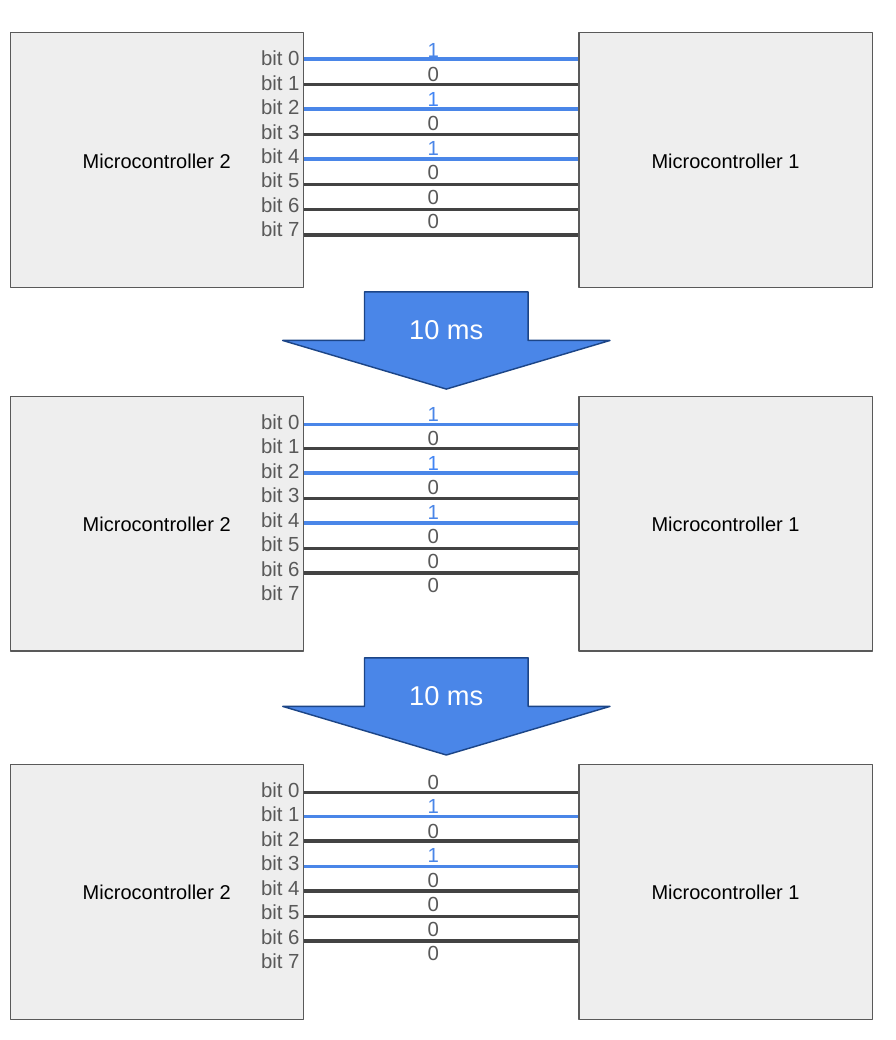 bit 0 1
bit 1 0
bit 2 1
bit 3 0
bit 4 1
Microcontroller 2 Microcontroller 1
bit 5 0
bit 6 0
bit 7 0
10 ms
bit 0 1
bit 1 0
bit 2 1
bit 3 0
bit 4 1
Microcontroller 2 Microcontroller 1
bit 5 0
bit 6 0
bit 7 0
10 ms
bit 0 0
bit 1 1
bit 2 0
bit 3 1
bit 4 0
Microcontroller 2 Microcontroller 1
bit 5 0
bit 6 0
bit 7 0